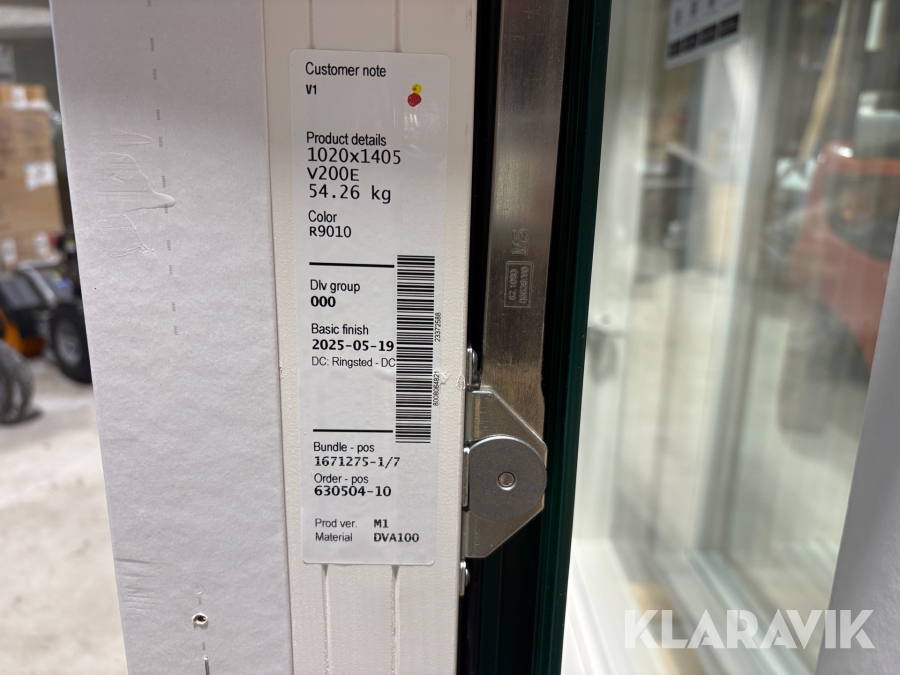 Customer note
V1
Product details
1020x1405
V200E
54.26 kg
Color
R9010
Dlv group
000
Basic finish
2025-05-19
DC: Ringsted - DC
23372588
Bundle - pos
1671275-1/7
Order - pos
630504-10
Prod ver. M1
Material DVA100
KLARAVIK